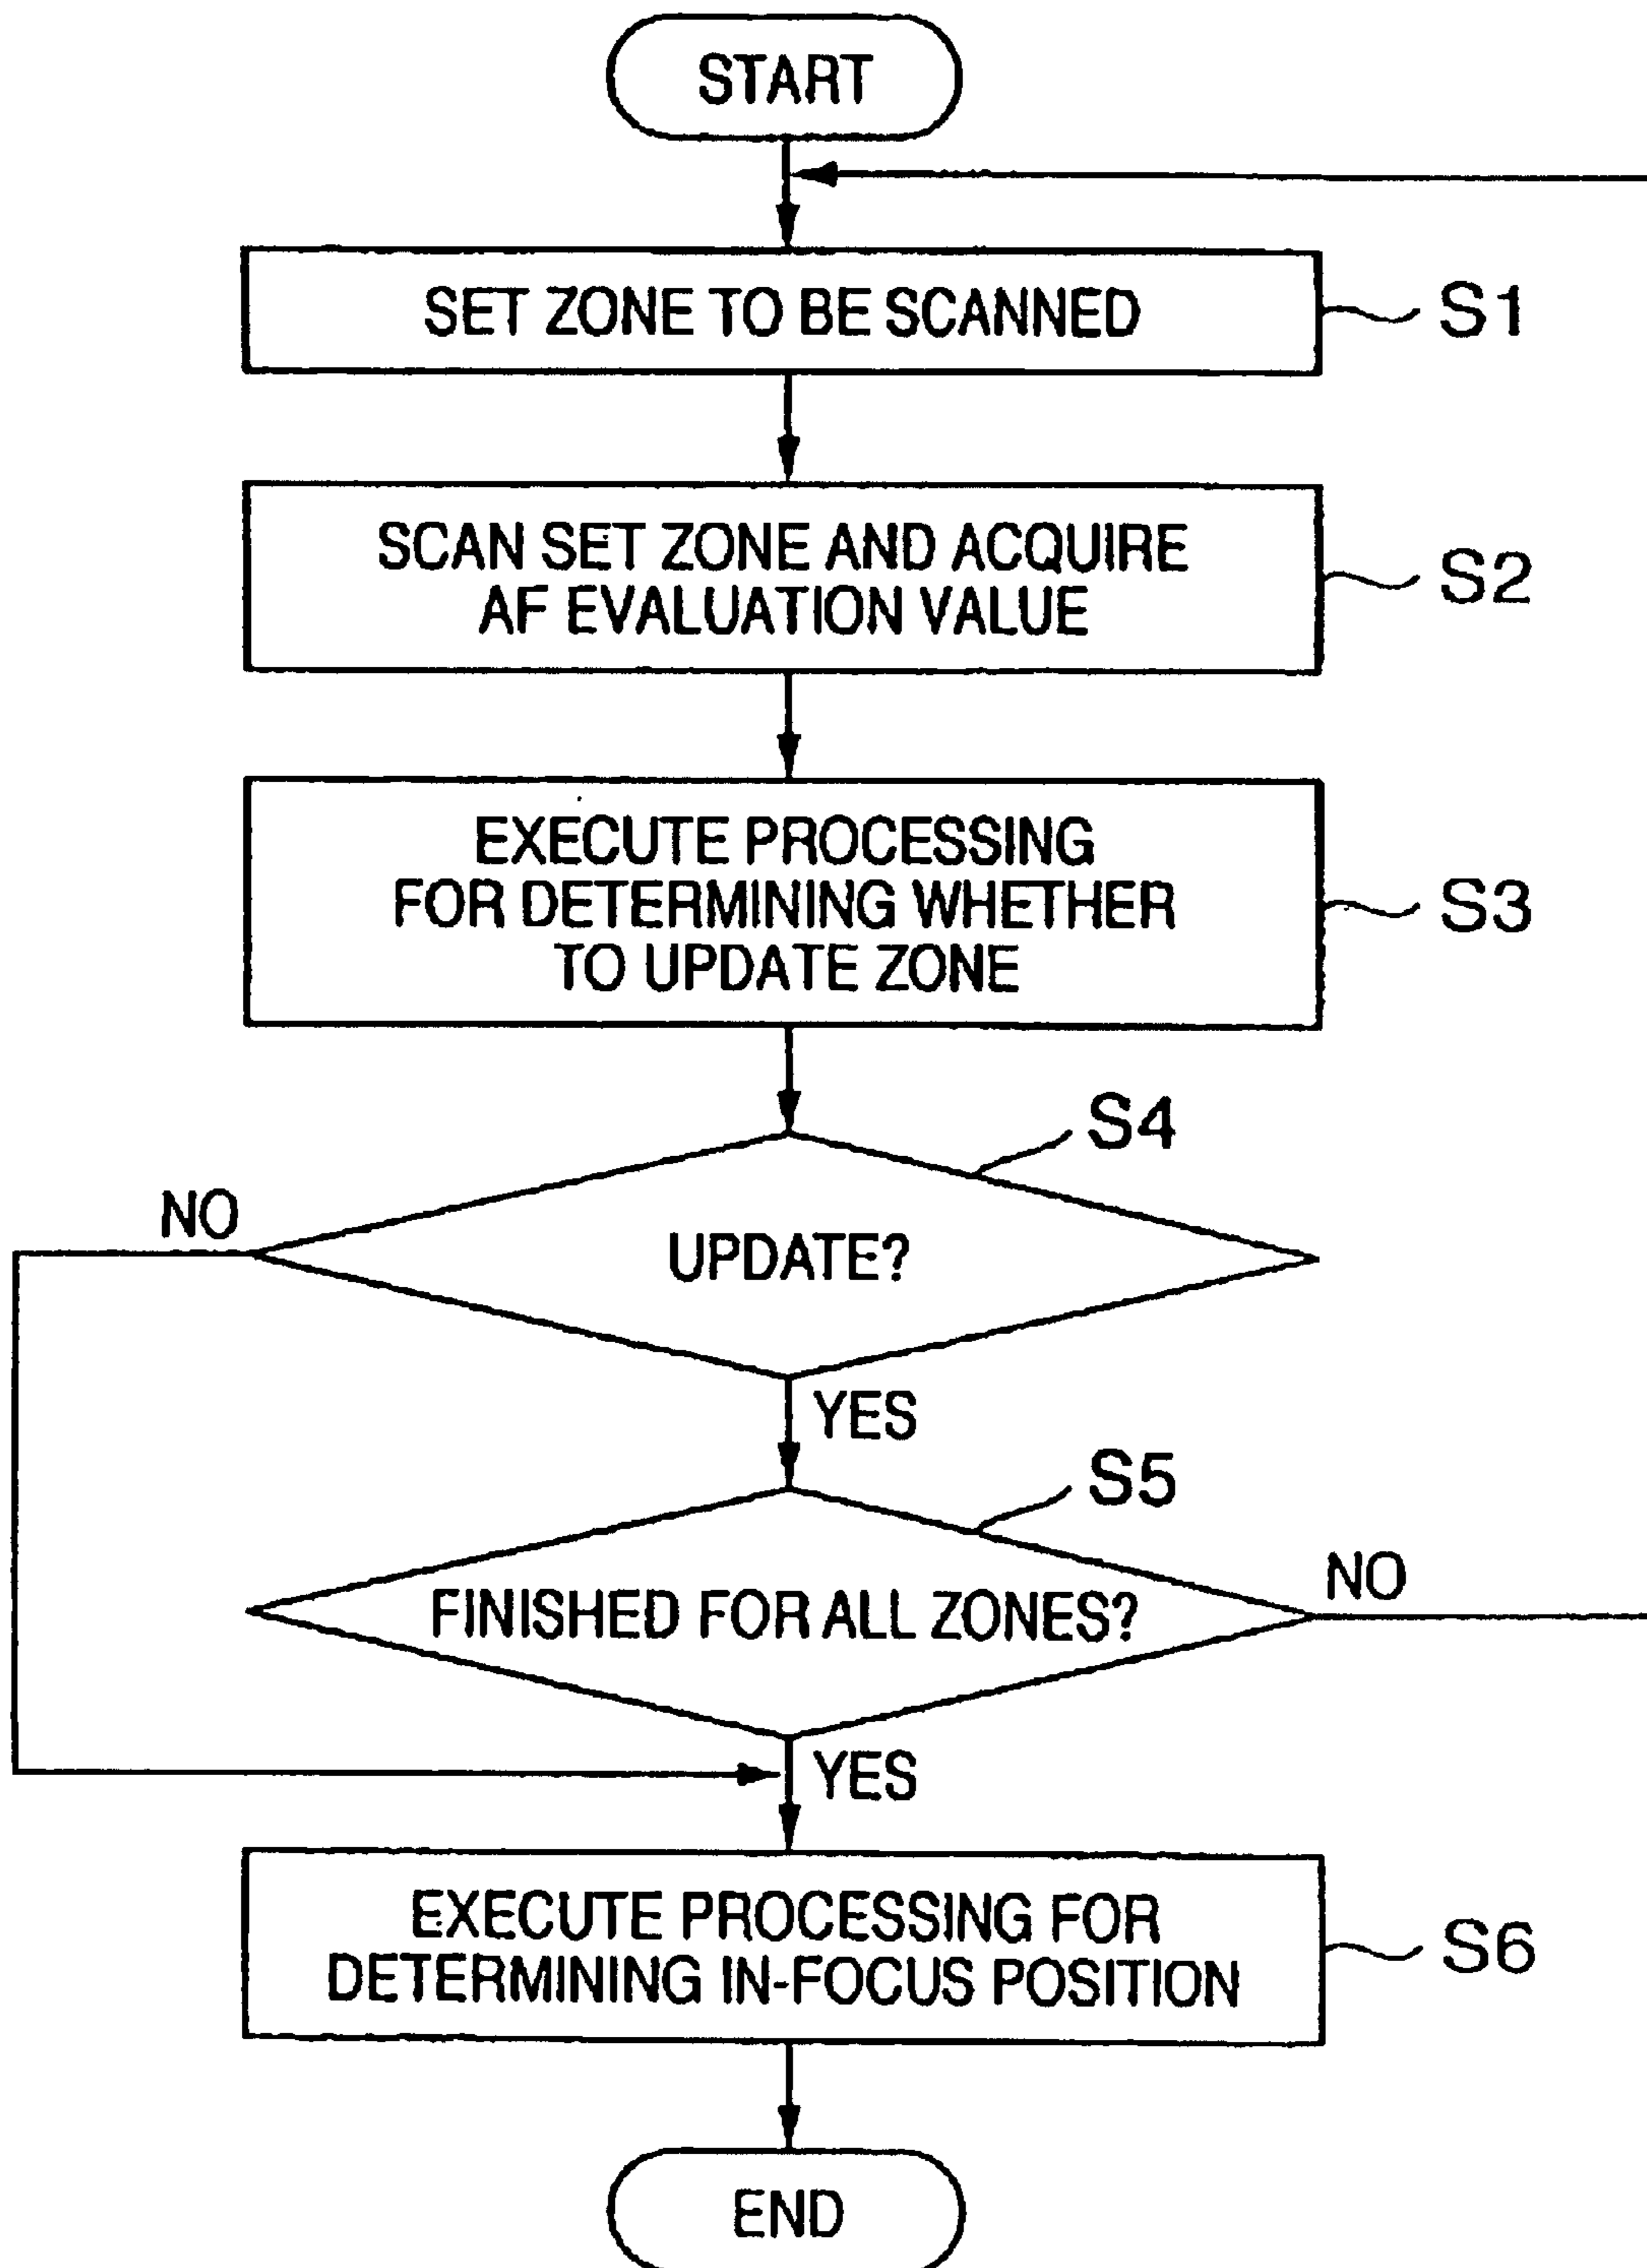 START
SET ZONE TO BE SCANNED
S1
SCAN SET ZONE AND ACQUIRE
AF EVALUATION VALUE
S2
EXECUTE PROCESSING
FOR DETERMINING WHETHER
TO UPDATE ZONE
S3
S4
NO
UPDATE?
YES
S5
NO
FINISHED FOR ALL ZONES?
YES
EXECUTE PROCESSING FOR
DETERMINING IN-FOCUS POSITION
S6
END